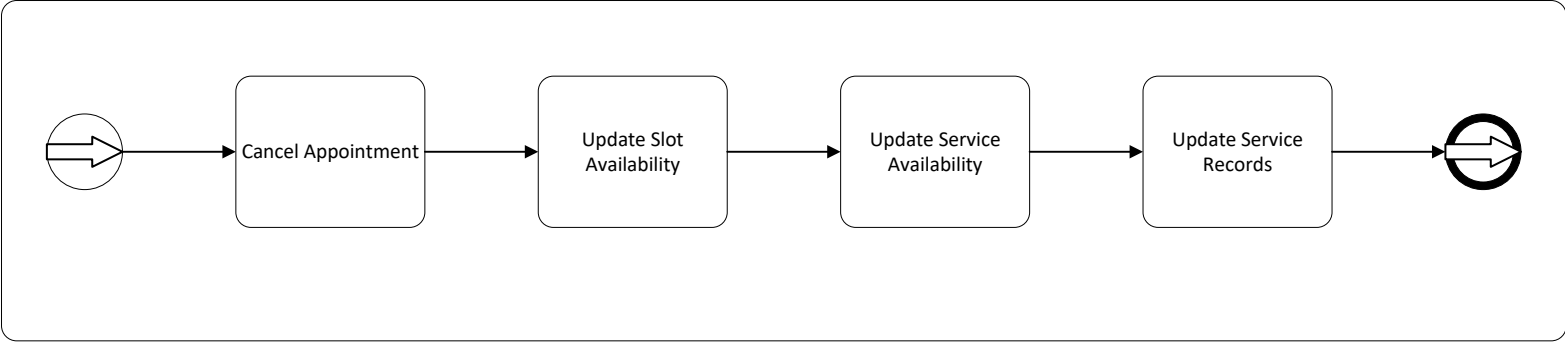 Cancel Appointment
Update Slot
Availability
Update Service
Availability
Update Service
Records